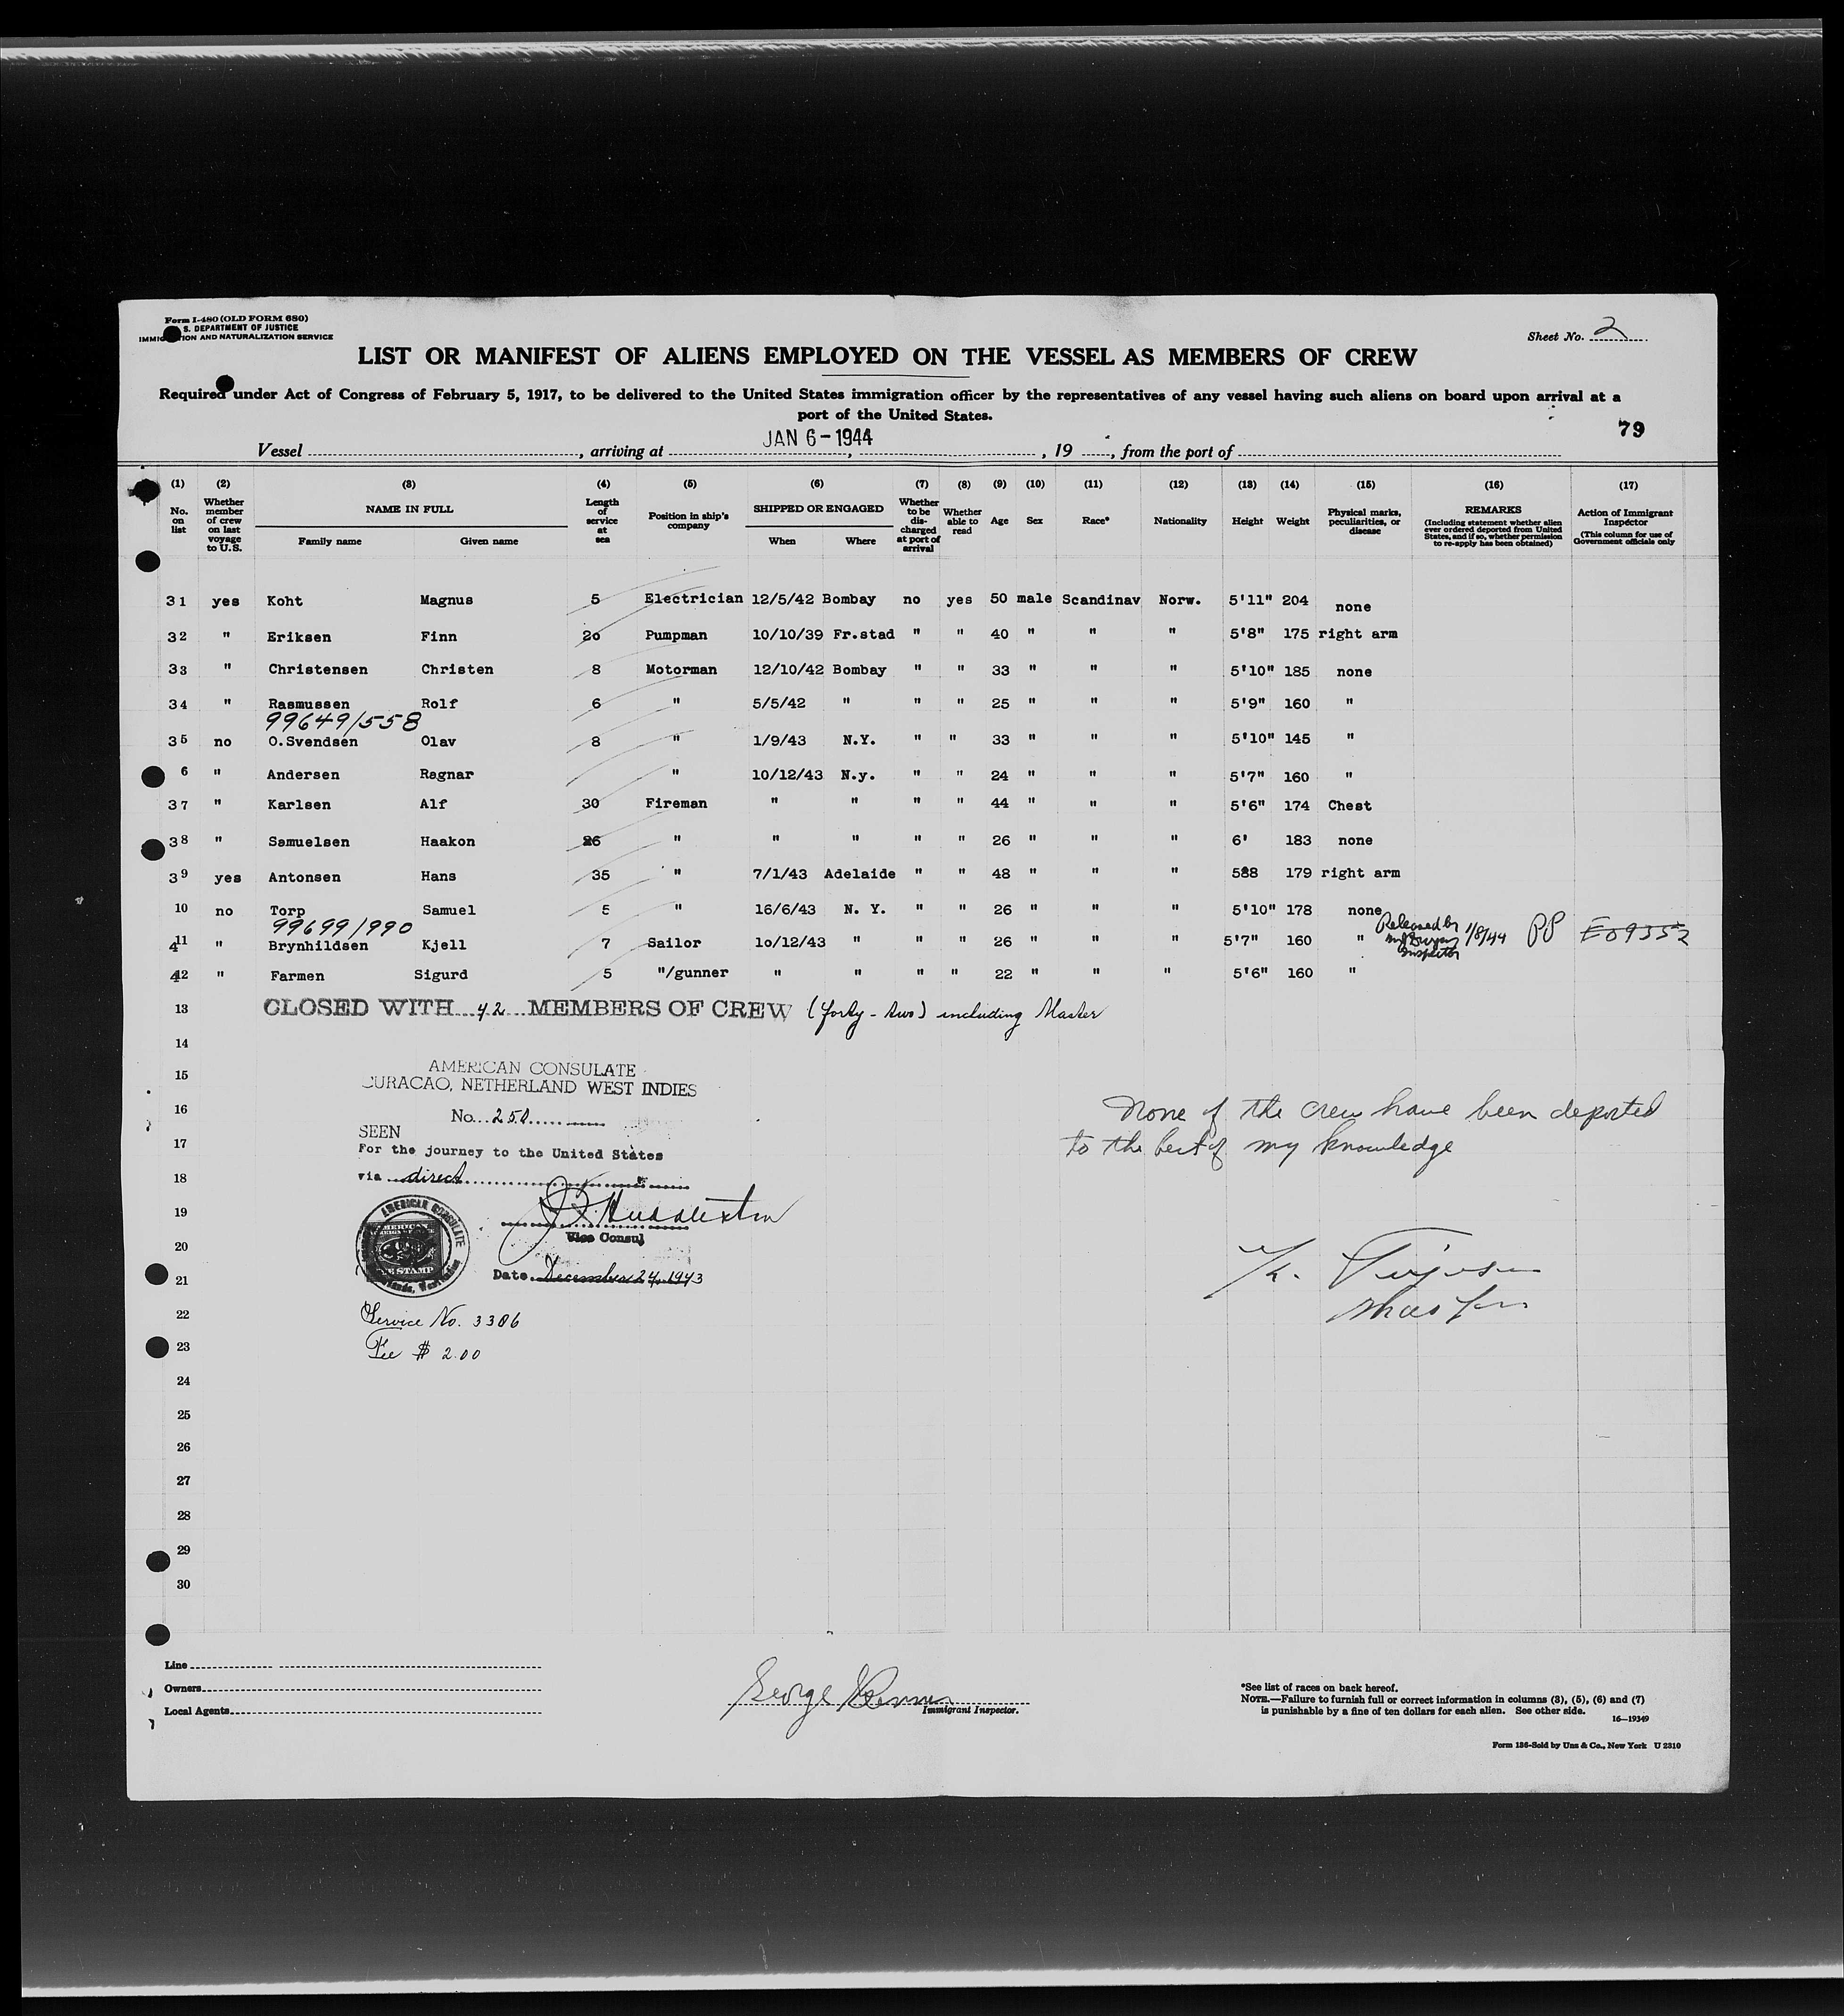 Form I-480 (OLD FORM 680)
S. DEPARTMENT OF JUSTICE
IMMIG TION AND NATURALIZATION SERVICE
Sheet No. 2
LIST OR MANIFEST OF ALIENS EMPLOYED ON THE VESSEL AS MEMBERS OF CREW
Required under Act of Congress of February 5, 1917, to be delivered to the United States immigration officer by the representatives of any vessel having such aliens on board upon arrival at a
port of the United States.
79
JAN 6 - 1944
Vessel , arriving at , , 19 , from the port of
(1) (2) (3) (4) (5) (6) (7) (8) (9) (10) (11) (12) (13) (14) (15) (16) (17)
No. on list Whether member of crew on last voyage to U.S. NAME IN FULL Family name Given name Length of service at sea Position in ship's company SHIPPED OR ENGAGED When Where Whether to be discharged at port of arrival Whether able to read Age Sex Race* Nationality Height Weight Physical marks, peculiarities, or disease REMARKS (Including statement whether alien ever ordered deported from United States, and if so, whether permission to re-apply has been obtained) Action of Immigrant Inspector (This column for use of Government officials only
31 yes Koht Magnus 5 Electrician 12/5/42 Bombay no yes 50 male Scandinav Norw. 5'11" 204 none
32 " Eriksen Finn 20 Pumpman 10/10/39 Fr.stad " " 40 " " " 5'8" 175 right arm
33 " Christensen Christen 8 Motorman 12/10/42 Bombay " " 33 " " " 5'10" 185 none
34 " Rasmussen Rolf 6 " 5/5/42 " " " 25 " " " 5'9" 160 "
99649/558
35 no O.Svendsen Olav 8 " 1/9/43 N.Y. " " 33 " " " 5'10" 145 "
6 " Andersen Ragnar " 10/12/43 N.y. " " 24 " " " 5'7" 160 "
37 " Karlsen Alf 30 Fireman " " " " 44 " " " 5'6" 174 Chest
38 " Samuelsen Haakon 26 " " " " " 26 " " " 6' 183 none
39 yes Antonsen Hans 35 " 7/1/43 Adelaide " " 48 " " " 588 179 right arm
10 no Torp Samuel 5 " 16/6/43 N. Y. " " 26 " " " 5'10" 178 none
99699/990 Released by
411 " Brynhildsen Kjell 7 Sailor 1o/12/43 " " " 26 " " " 5'7" 160 " 1/8/44 PP E09352
Inspector
412 " Farmen Sigurd 5 "/gunner " " " " 22 " " " 5'6" 160 "
13 CLOSED WITH 42 MEMBERS OF CREW (forty-two) including Master
14
AMERICAN CONSULATE
15
CURACAO, NETHERLAND WEST INDIES
16 No. 250 None of the crew have been deported
SEEN
17 to the best of my knowledge
For the journey to the United States
18 via direct
AMERICAN CONSULATE
19 Huddleston
AMERICAN
Vice Consul
20
FEE STAMP
21 Date December 24, 1943
Master
22 Service No. 3386
23 Fee $ 2.00
24
25
26
27
28
29
30
Line
Owners
Local Agents
George
Immigrant Inspector.
*See list of races on back hereof.
NOTE.—Failure to furnish full or correct information in columns (3), (5), (6) and (7)
is punishable by a fine of ten dollars for each alien. See other side.
16—19349
Form 136-Sold by Unz & Co., New York U 2310